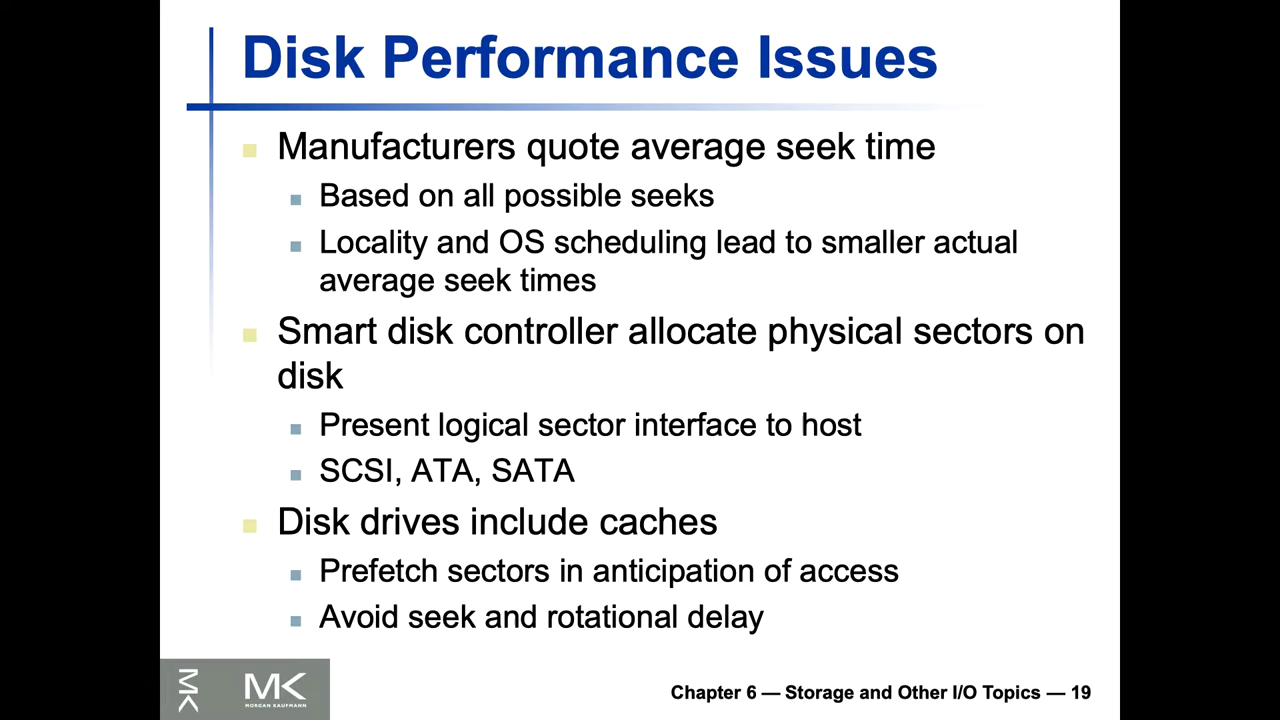 Disk Performance Issues
Manufacturers quote average seek time
Based on all possible seeks
Locality and OS scheduling lead to smaller actual
average seek times
Smart disk controller allocate physical sectors on
disk
Present logical sector interface to host
SCSI, ATA, SATA
Disk drives include caches
Prefetch sectors in anticipation of access
Avoid seek and rotational delay
MK
MK
MORGAN KAUFMANN
Chapter 6 — Storage and Other I/O Topics — 19